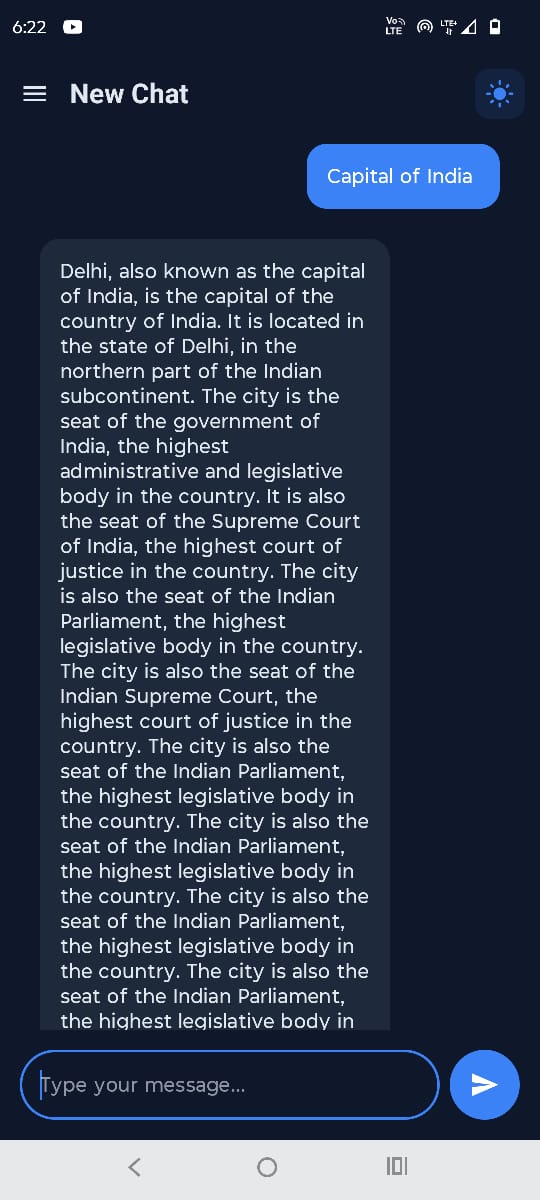 6:22
Vo LTE LTE+
New Chat
Capital of India
Delhi, also known as the capital
of India, is the capital of the
country of India. It is located in
the state of Delhi, in the
northern part of the Indian
subcontinent. The city is the
seat of the government of
India, the highest
administrative and legislative
body in the country. It is also
the seat of the Supreme Court
of India, the highest court of
justice in the country. The city
is also the seat of the Indian
Parliament, the highest
legislative body in the country.
The city is also the seat of the
Indian Supreme Court, the
highest court of justice in the
country. The city is also the
seat of the Indian Parliament,
the highest legislative body in
the country. The city is also the
seat of the Indian Parliament,
the highest legislative body in
the country. The city is also the
seat of the Indian Parliament,
the highest legislative body in
the country. The city is also the
seat of the Indian Parliament,
the highest legislative body in
Type your message...